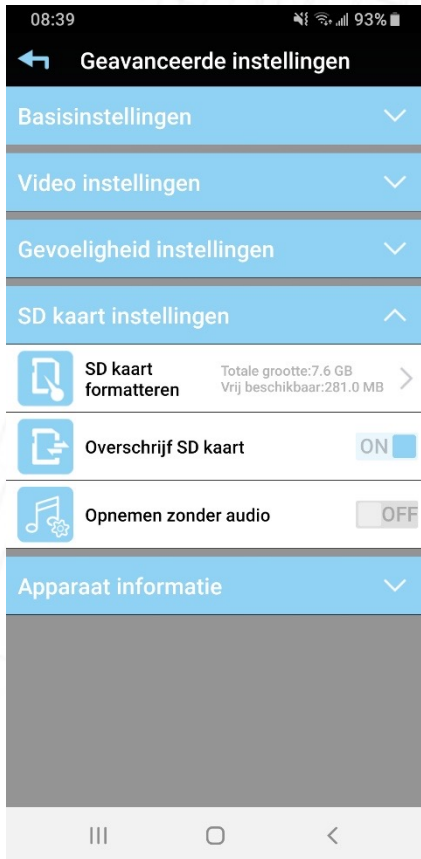 08:39 93%
Geavanceerde instellingen
Basisinstellingen
Video instellingen
Gevoeligheid instellingen
SD kaart instellingen
SD kaart
formatteren
Totale grootte:7.6 GB
Vrij beschikbaar:281.0 MB
Overschrijf SD kaart ON
Opnemen zonder audio OFF
Apparaat informatie